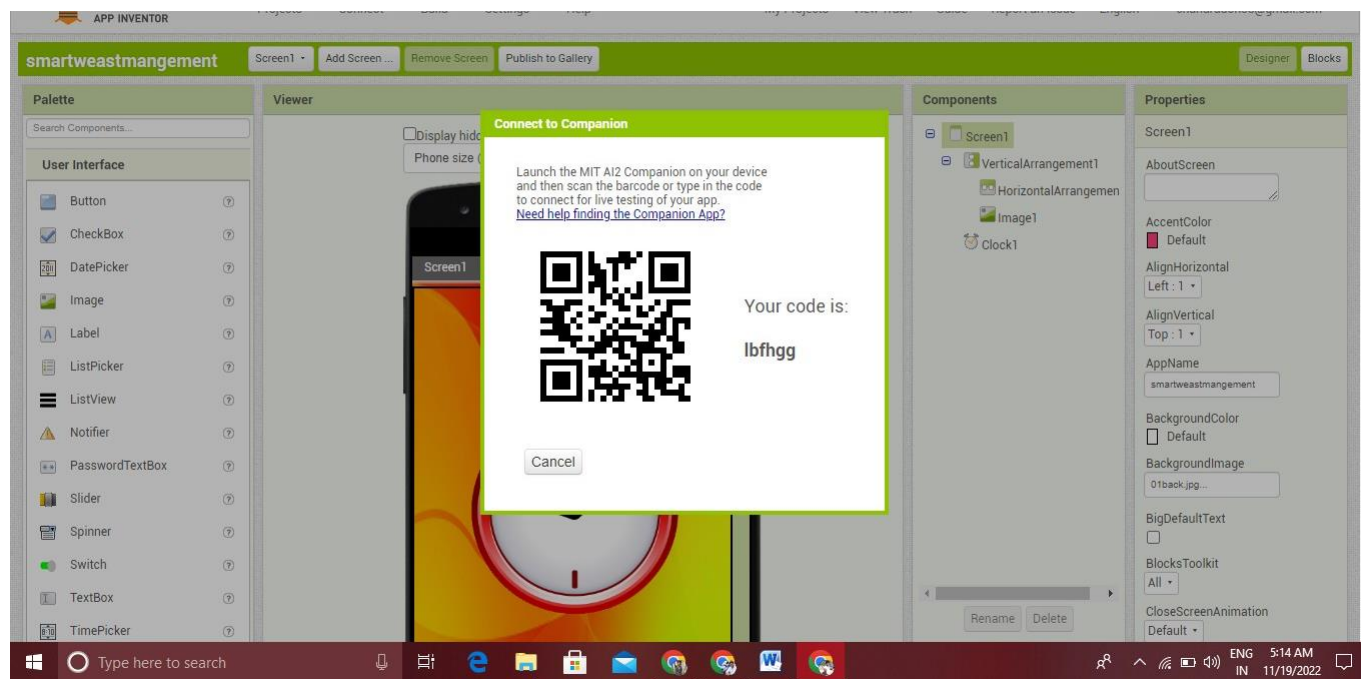 APP INVENTOR
smartweastmangement
Screen1
Add Screen ...
Remove Screen
Publish to Gallery
Designer
Blocks
Palette
Viewer
Components
Properties
Search Components...
User Interface
Button
CheckBox
DatePicker
Image
Label
ListPicker
ListView
Notifier
PasswordTextBox
Slider
Spinner
Switch
TextBox
TimePicker
Display hidd
Phone size (
Screen1
Connect to Companion
Launch the MIT AI2 Companion on your device
and then scan the barcode or type in the code
to connect for live testing of your app.
Need help finding the Companion App?
Your code is:
lbfhgg
Cancel
Screen1
VerticalArrangement1
HorizontalArrangemen
Image1
Clock1
Rename
Delete
Screen1
AboutScreen
AccentColor
Default
AlignHorizontal
Left : 1
AlignVertical
Top : 1
AppName
smartweastmangement
BackgroundColor
Default
BackgroundImage
01back.jpg...
BigDefaultText
BlocksToolkit
All
CloseScreenAnimation
Default
Type here to search
ENG
IN
5:14 AM
11/19/2022